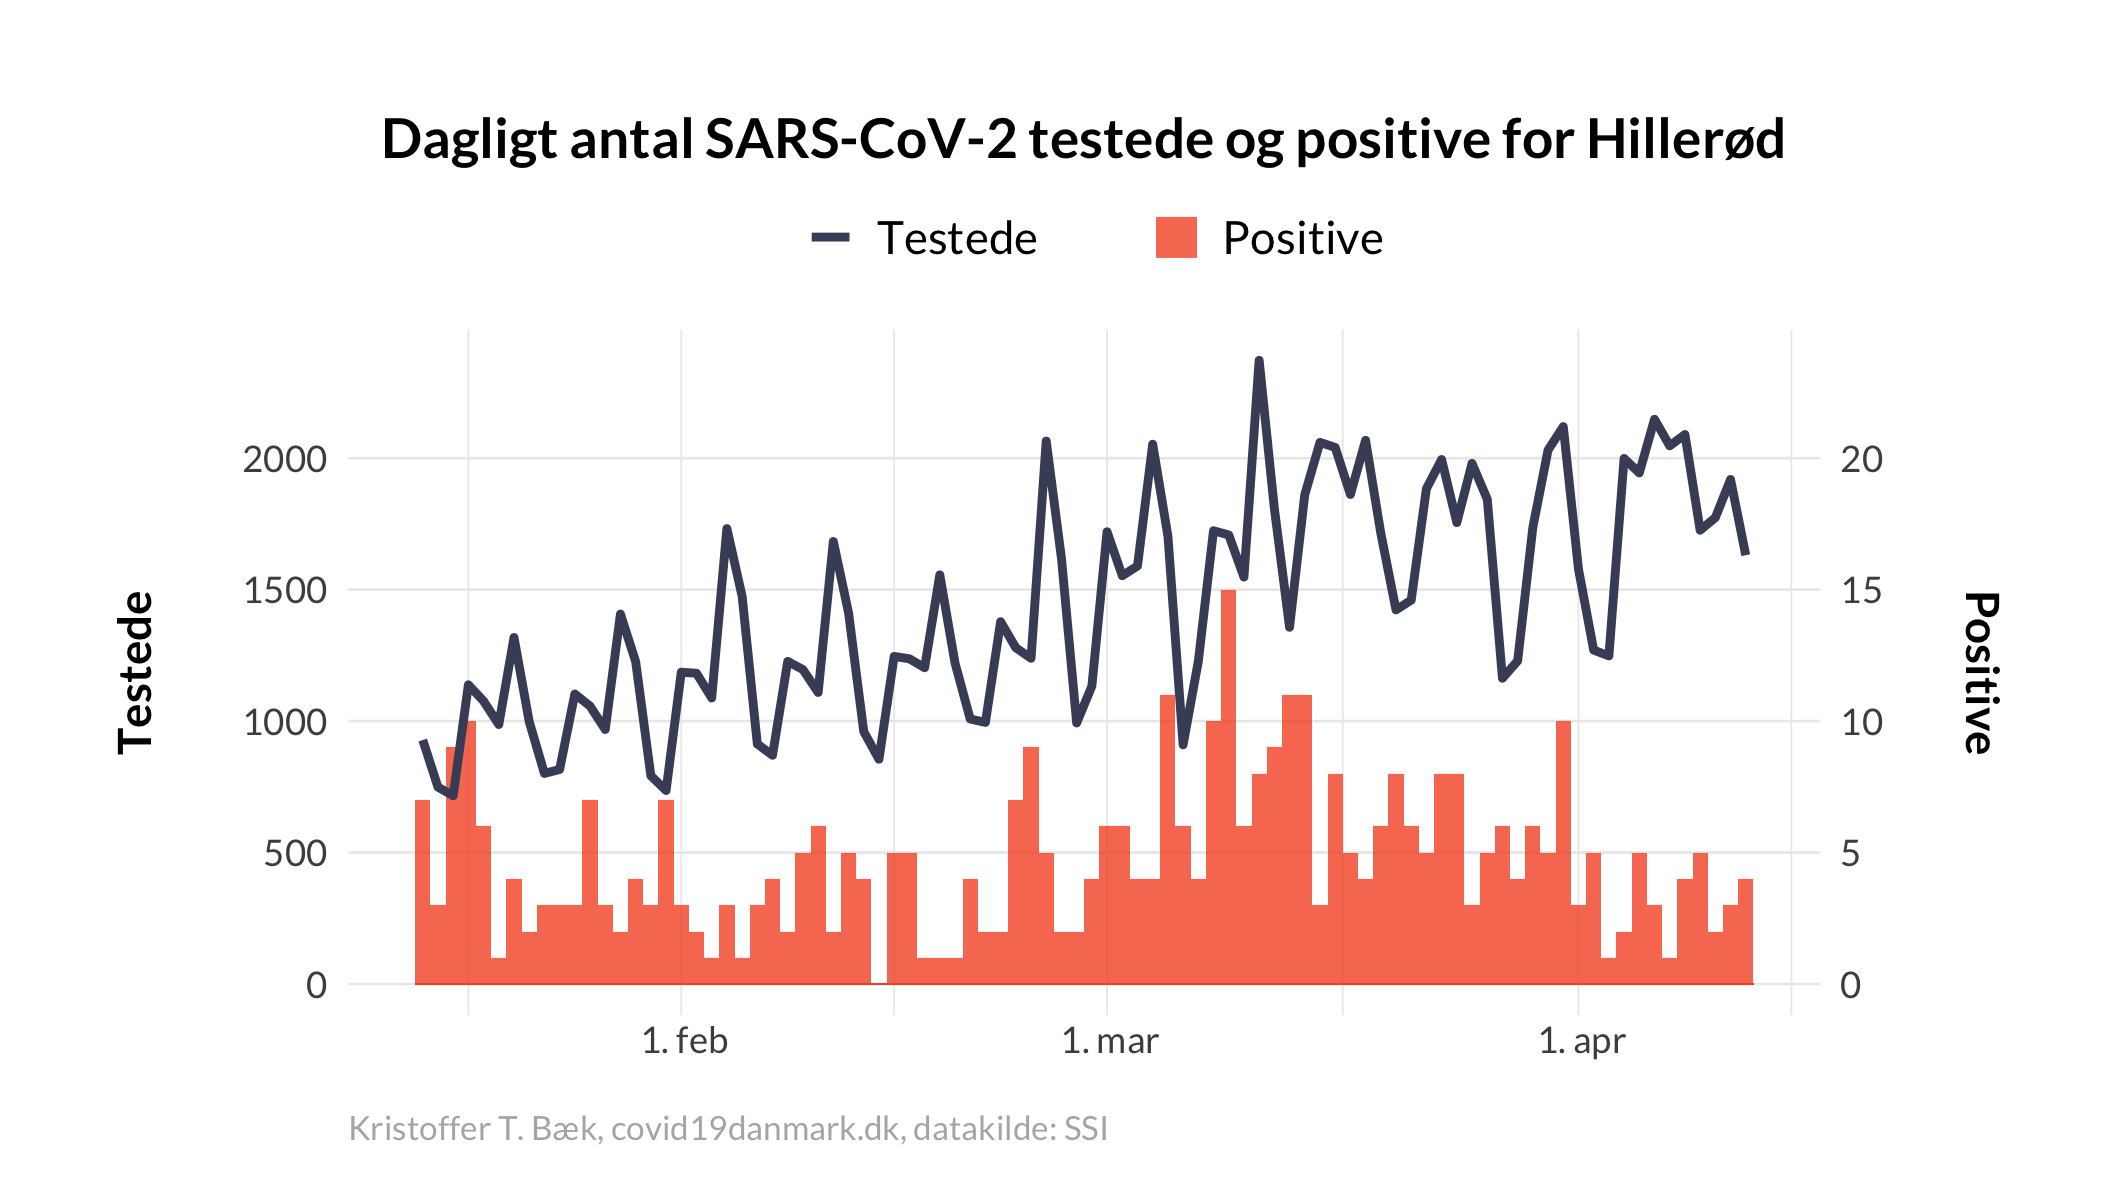 Dagligt antal SARS-CoV-2 testede og positive for Hillerød
Testede Positive
2000 20
1500 15
1000 10
500 5
0 0
Testede
Positive
1. feb 1. mar 1. apr
Kristoffer T. Bæk, covid19danmark.dk, datakilde: SSI